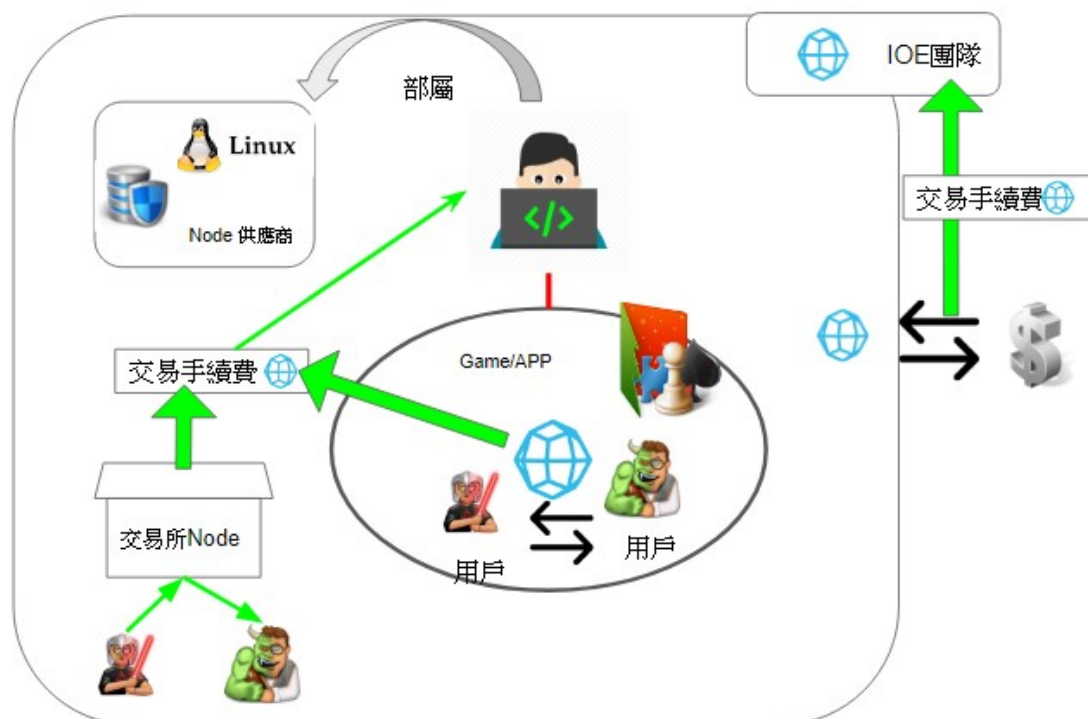 IOE團隊
部屬
Linux
</>
交易手續費
Node 供應商
Game/APP
交易手續費
交易所Node
用戶
用戶